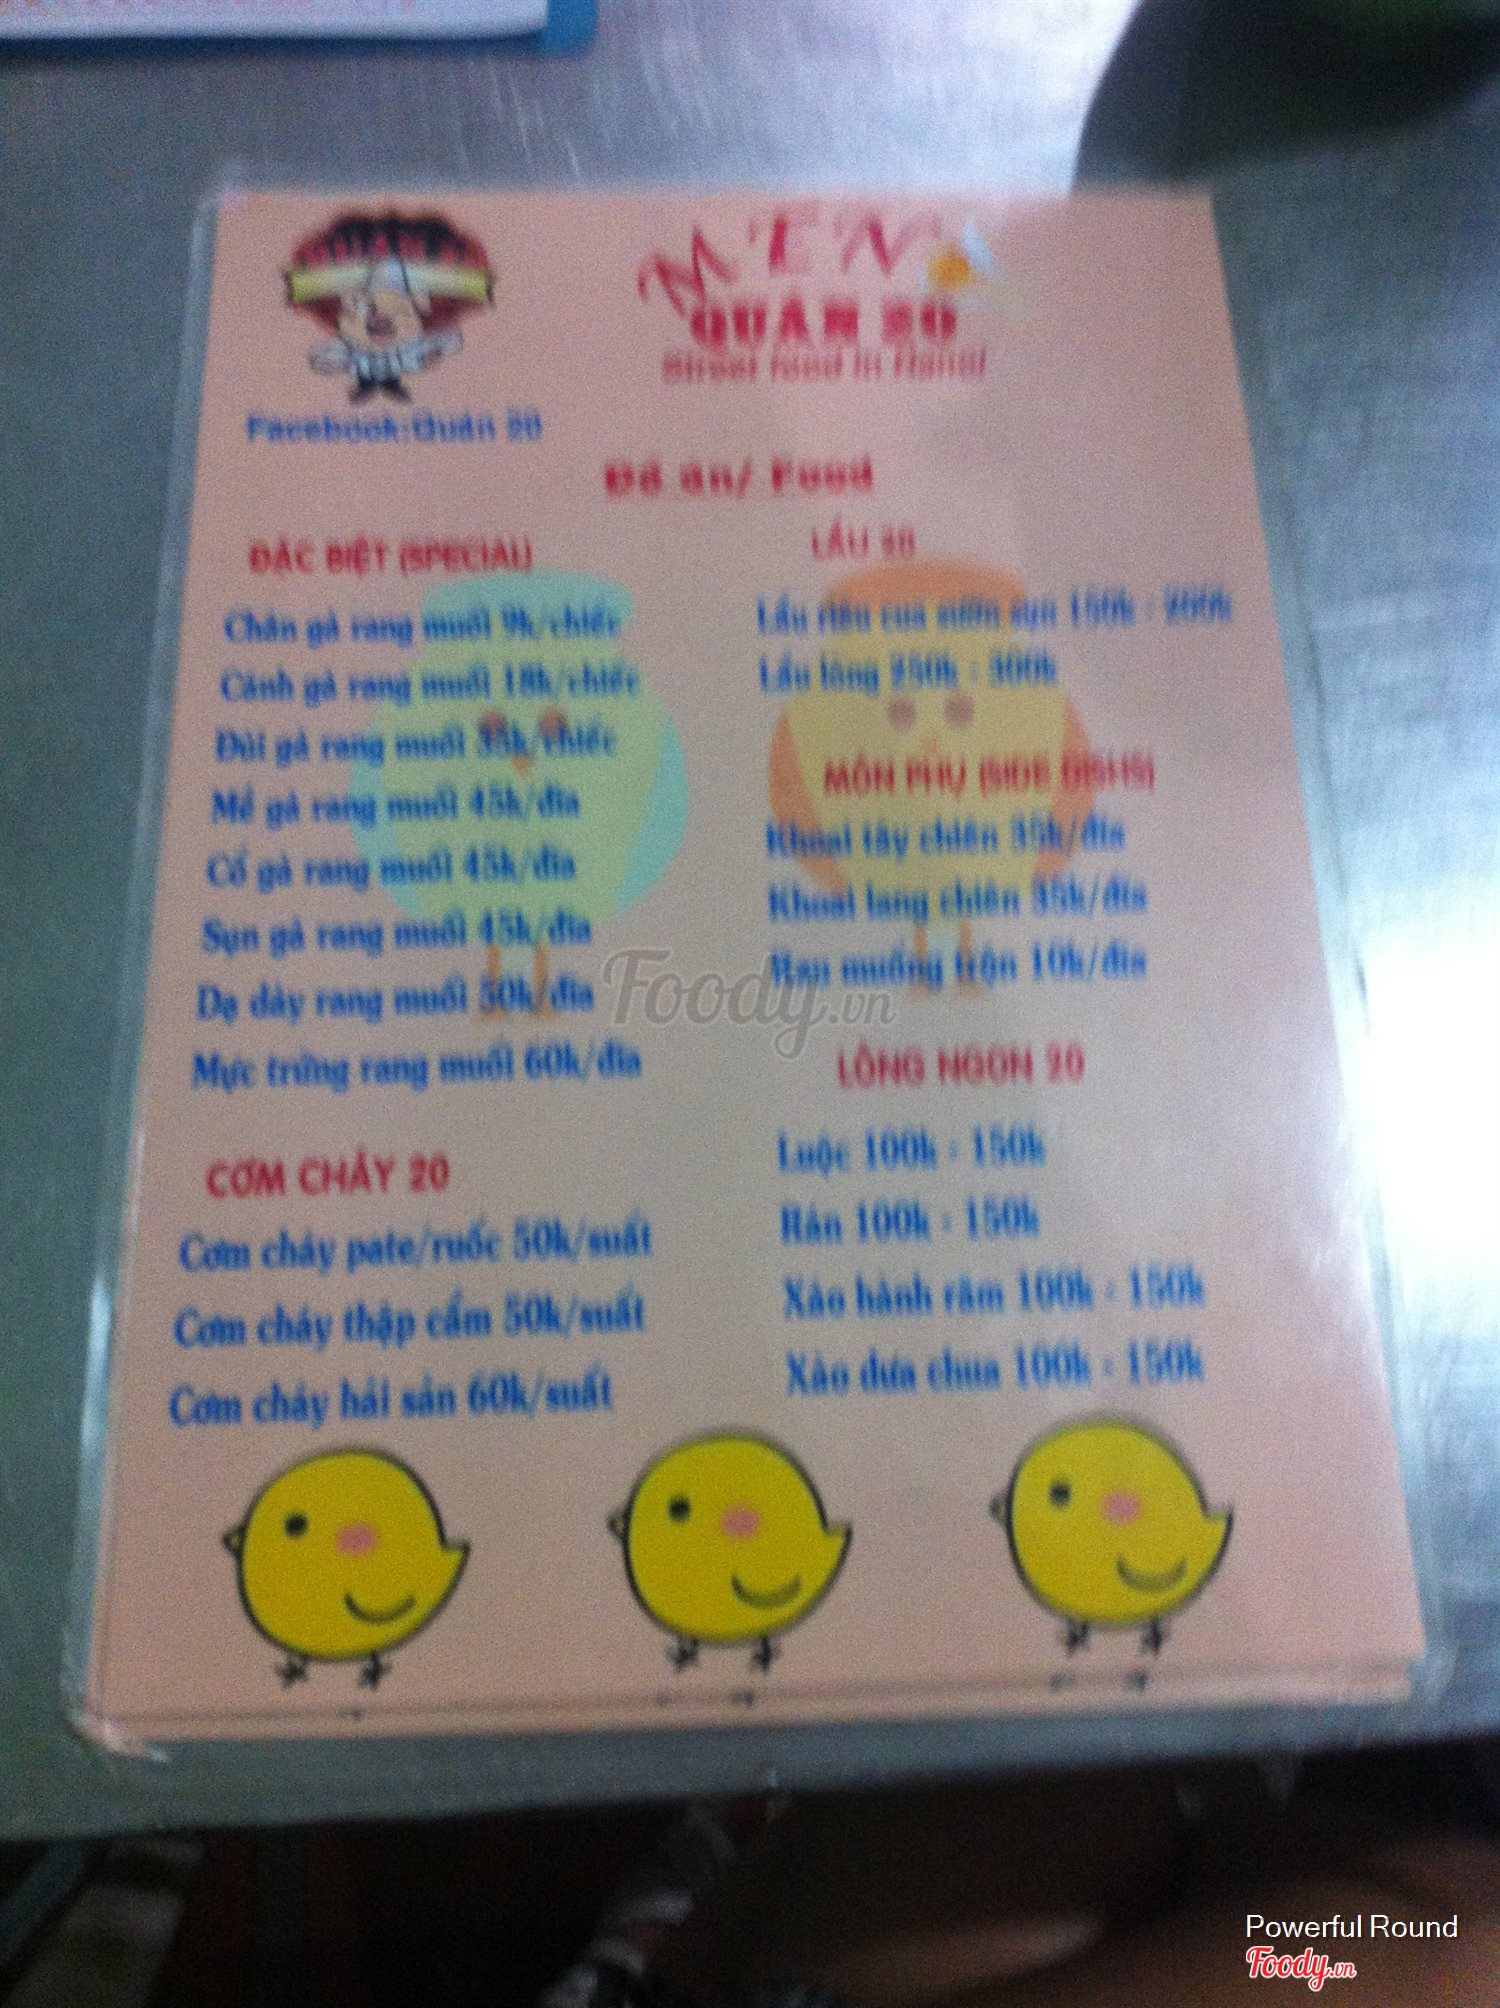 MENU
QUÁN 20
Street food in Hanoi
Facebook:Quán 20
Đồ ăn/ Food
ĐẶC BIỆT (SPECIAL)
Chân gà rang muối 9k/chiếc
Cánh gà rang muối 18k/chiếc
Đùi gà rang muối 35k/chiếc
Mề gà rang muối 45k/đĩa
Cổ gà rang muối 45k/đĩa
Sụn gà rang muối 45k/đĩa
Dạ dày rang muối 50k/đĩa
Mực trứng rang muối 60k/đĩa
CƠM CHÁY 20
Cơm cháy pate/ruốc 50k/suất
Cơm cháy thập cẩm 50k/suất
Cơm cháy hải sản 60k/suất
LẨU 20
Lẩu riêu cua sườn sụn 150k - 200k
Lẩu lòng 250k - 300k
MÓN PHỤ (SIDE DISHS)
Khoai tây chiên 35k/đĩa
Khoai lang chiên 35k/đĩa
Rau muống trộn 10k/đĩa
LÒNG NGON 20
Luộc 100k - 150k
Rán 100k - 150k
Xào hành răm 100k - 150k
Xào dưa chua 100k - 150k
Foody.vn
Powerful Round
Foody.vn